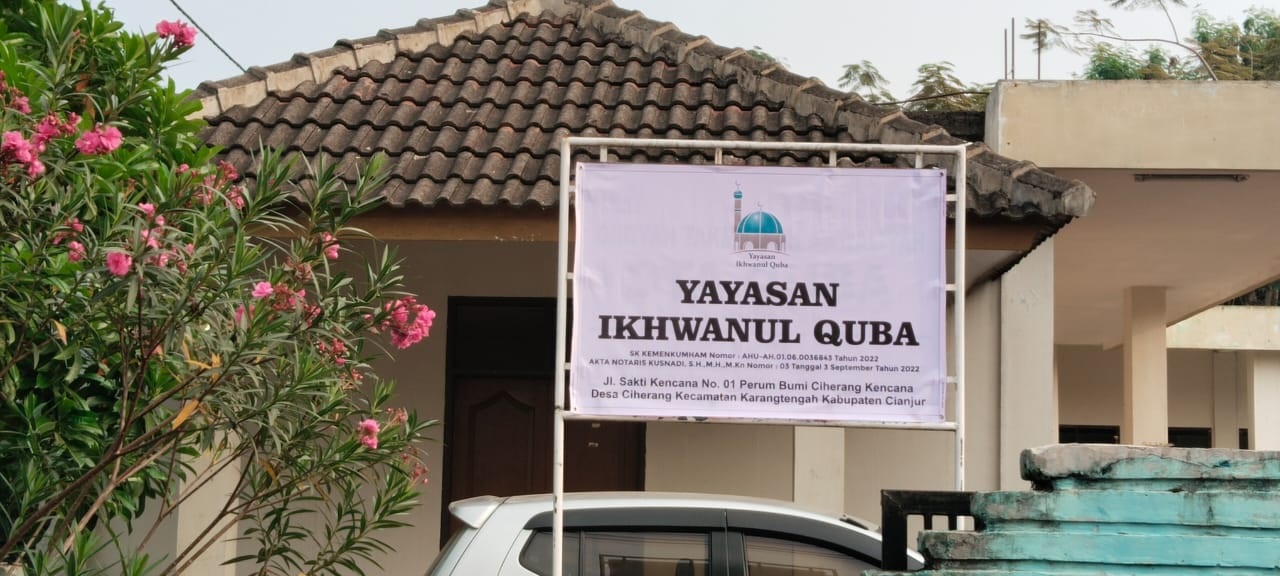 Yayasan
Ikhwanul Quba
YAYASAN
IKHWANUL QUBA
SK KEMENKUMHAM Nomor : AHU-AH.01.06.0036843 Tahun 2022
AKTA NOTARIS KUSNADI, S.H.,M.H.,M.Kn Nomor : 03 Tanggal 3 September Tahun 2022
Jl. Sakti Kencana No. 01 Perum Bumi Ciherang Kencana
Desa Ciherang Kecamatan Karangtengah Kabupaten Cianjur